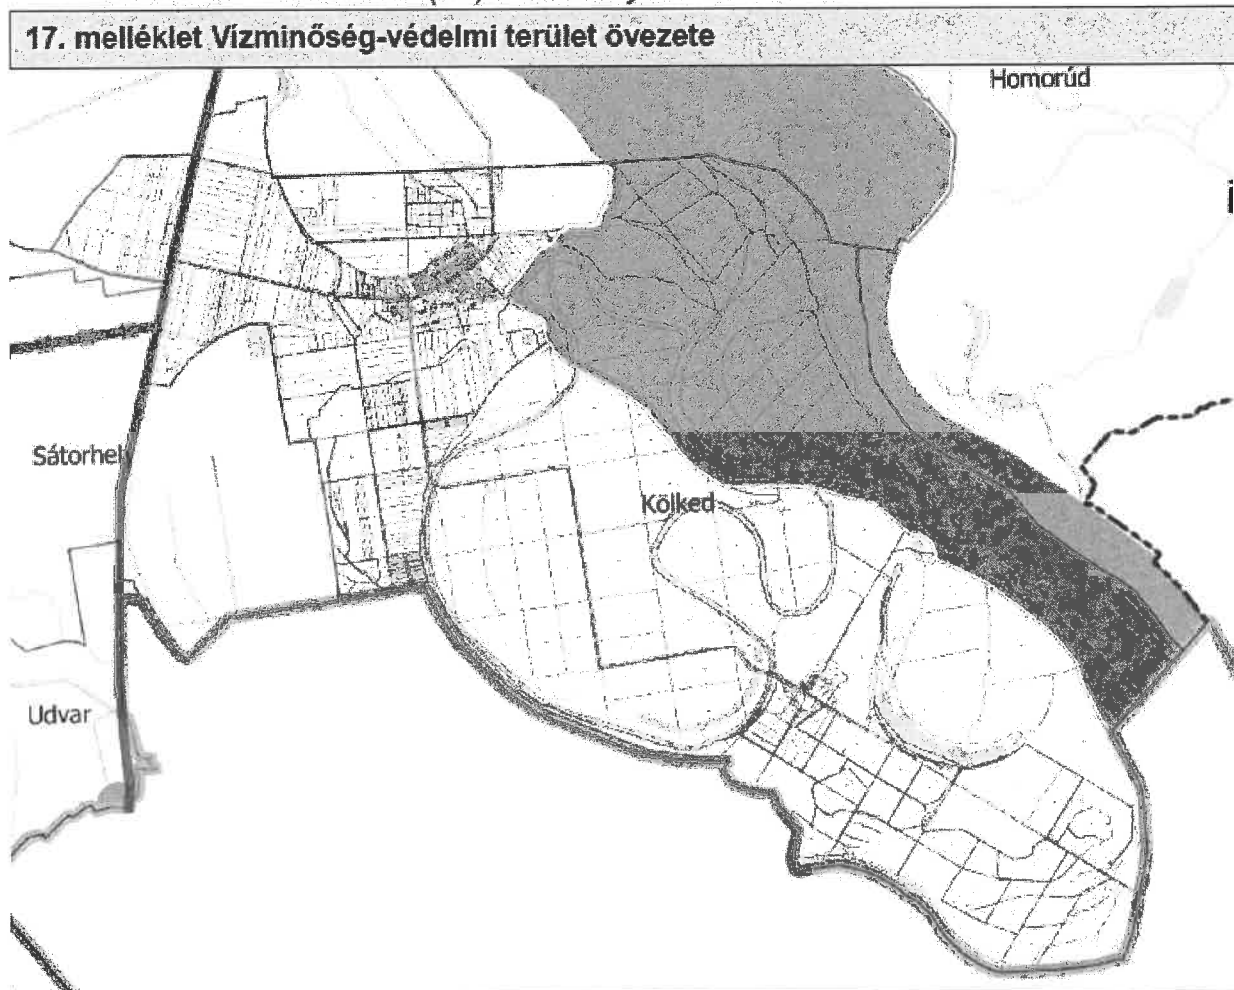 17. melléklet Vízminőség-védelmi terület övezete
Homorúd
Sátorhel
Kölked
Udvar